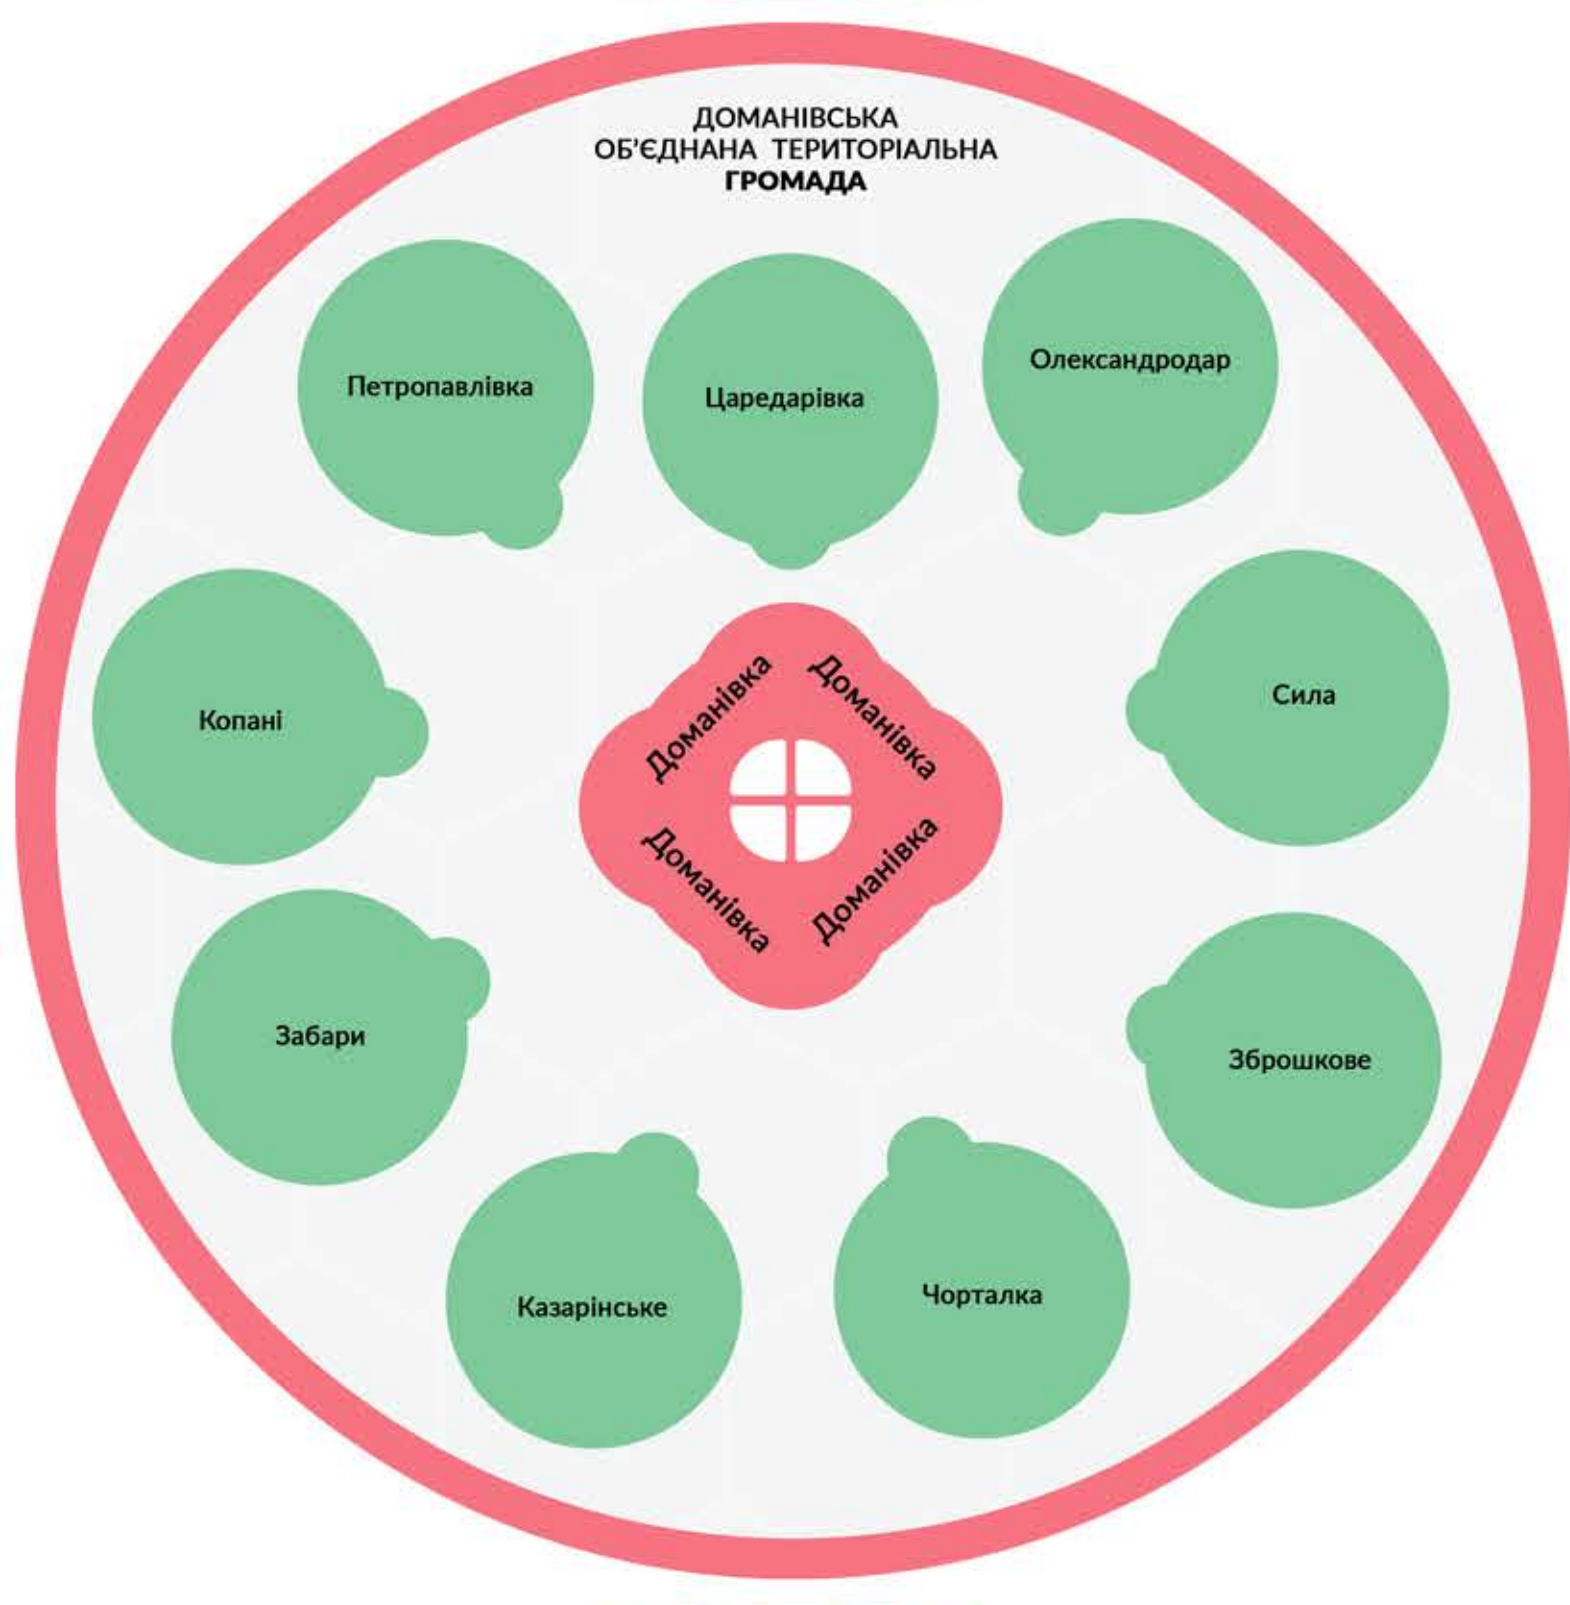 ДОМАНІВСЬКА
ОБ'ЄДНАНА ТЕРИТОРІАЛЬНА
ГРОМАДА
Петропавлівка
Царедарівка
Олександродар
Копані
Сила
Доманівка
Доманівка
Доманівка
Доманівка
Забари
Зброшкове
Казарінське
Чорталка